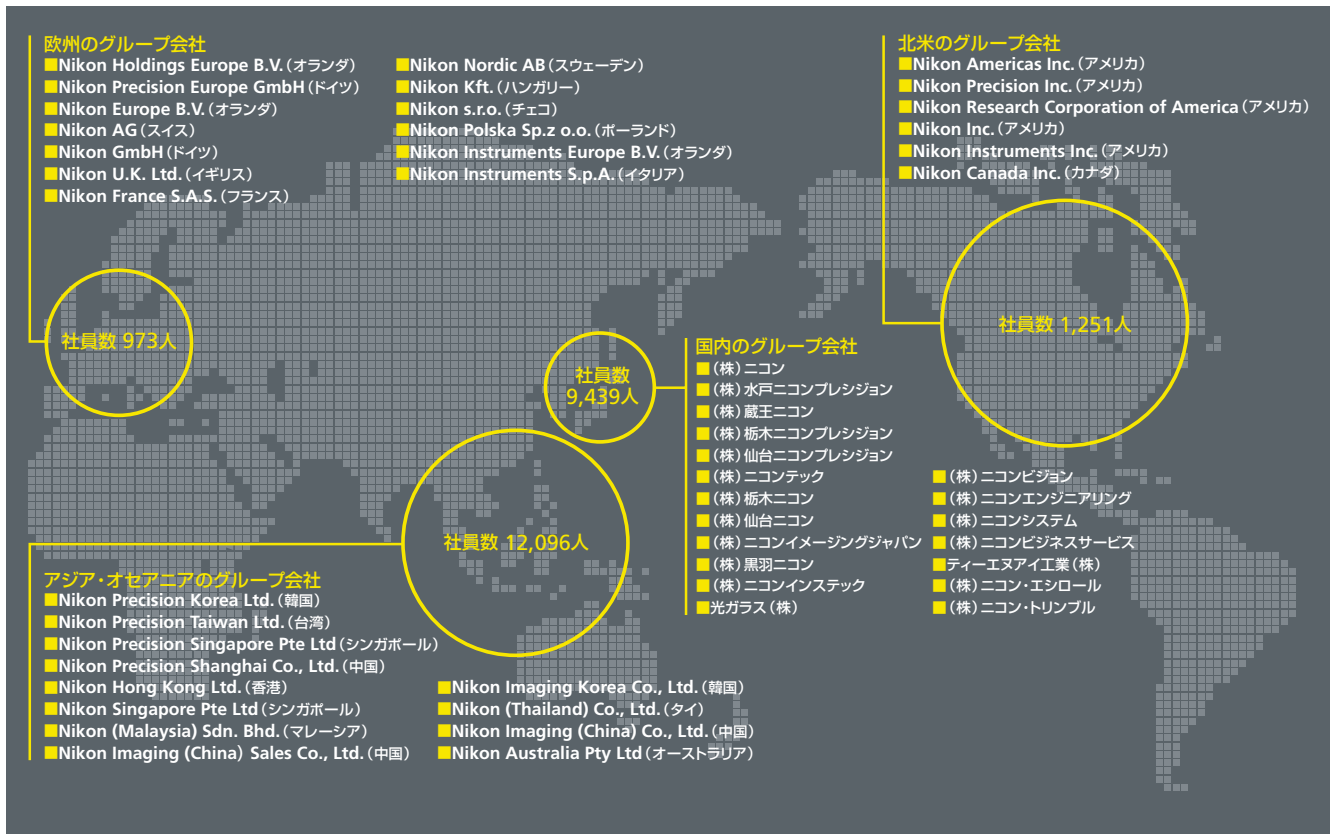 欧州のグループ会社
■Nikon Holdings Europe B.V.(オランダ)
■Nikon Precision Europe GmbH(ドイツ)
■Nikon Europe B.V.(オランダ)
■Nikon AG(スイス)
■Nikon GmbH(ドイツ)
■Nikon U.K. Ltd.(イギリス)
■Nikon France S.A.S.(フランス)
■Nikon Nordic AB(スウェーデン)
■Nikon Kft.(ハンガリー)
■Nikon s.r.o.(チェコ)
■Nikon Polska Sp.z o.o.(ポーランド)
■Nikon Instruments Europe B.V.(オランダ)
■Nikon Instruments S.p.A.(イタリア)
社員数 973人
北米のグループ会社
■Nikon Americas Inc.(アメリカ)
■Nikon Precision Inc.(アメリカ)
■Nikon Research Corporation of America(アメリカ)
■Nikon Inc.(アメリカ)
■Nikon Instruments Inc.(アメリカ)
■Nikon Canada Inc.(カナダ)
社員数 1,251人
社員数
9,439人
国内のグループ会社
■(株)ニコン
■(株)水戸ニコンプレシジョン
■(株)蔵王ニコン
■(株)栃木ニコンプレシジョン
■(株)仙台ニコンプレシジョン
■(株)ニコンテック
■(株)栃木ニコン
■(株)仙台ニコン
■(株)ニコンイメージングジャパン
■(株)黒羽ニコン
■(株)ニコンインステック
■光ガラス(株)
■(株)ニコンビジョン
■(株)ニコンエンジニアリング
■(株)ニコンシステム
■(株)ニコンビジネスサービス
■ティーエヌアイ工業(株)
■(株)ニコン・エシロール
■(株)ニコン・トリンブル
社員数 12,096人
アジア・オセアニアのグループ会社
■Nikon Precision Korea Ltd.(韓国)
■Nikon Precision Taiwan Ltd.(台湾)
■Nikon Precision Singapore Pte Ltd(シンガポール)
■Nikon Precision Shanghai Co., Ltd.(中国)
■Nikon Hong Kong Ltd.(香港)
■Nikon Singapore Pte Ltd(シンガポール)
■Nikon (Malaysia) Sdn. Bhd.(マレーシア)
■Nikon Imaging (China) Sales Co., Ltd.(中国)
■Nikon Imaging Korea Co., Ltd.(韓国)
■Nikon (Thailand) Co., Ltd.(タイ)
■Nikon Imaging (China) Co., Ltd.(中国)
■Nikon Australia Pty Ltd(オーストラリア)